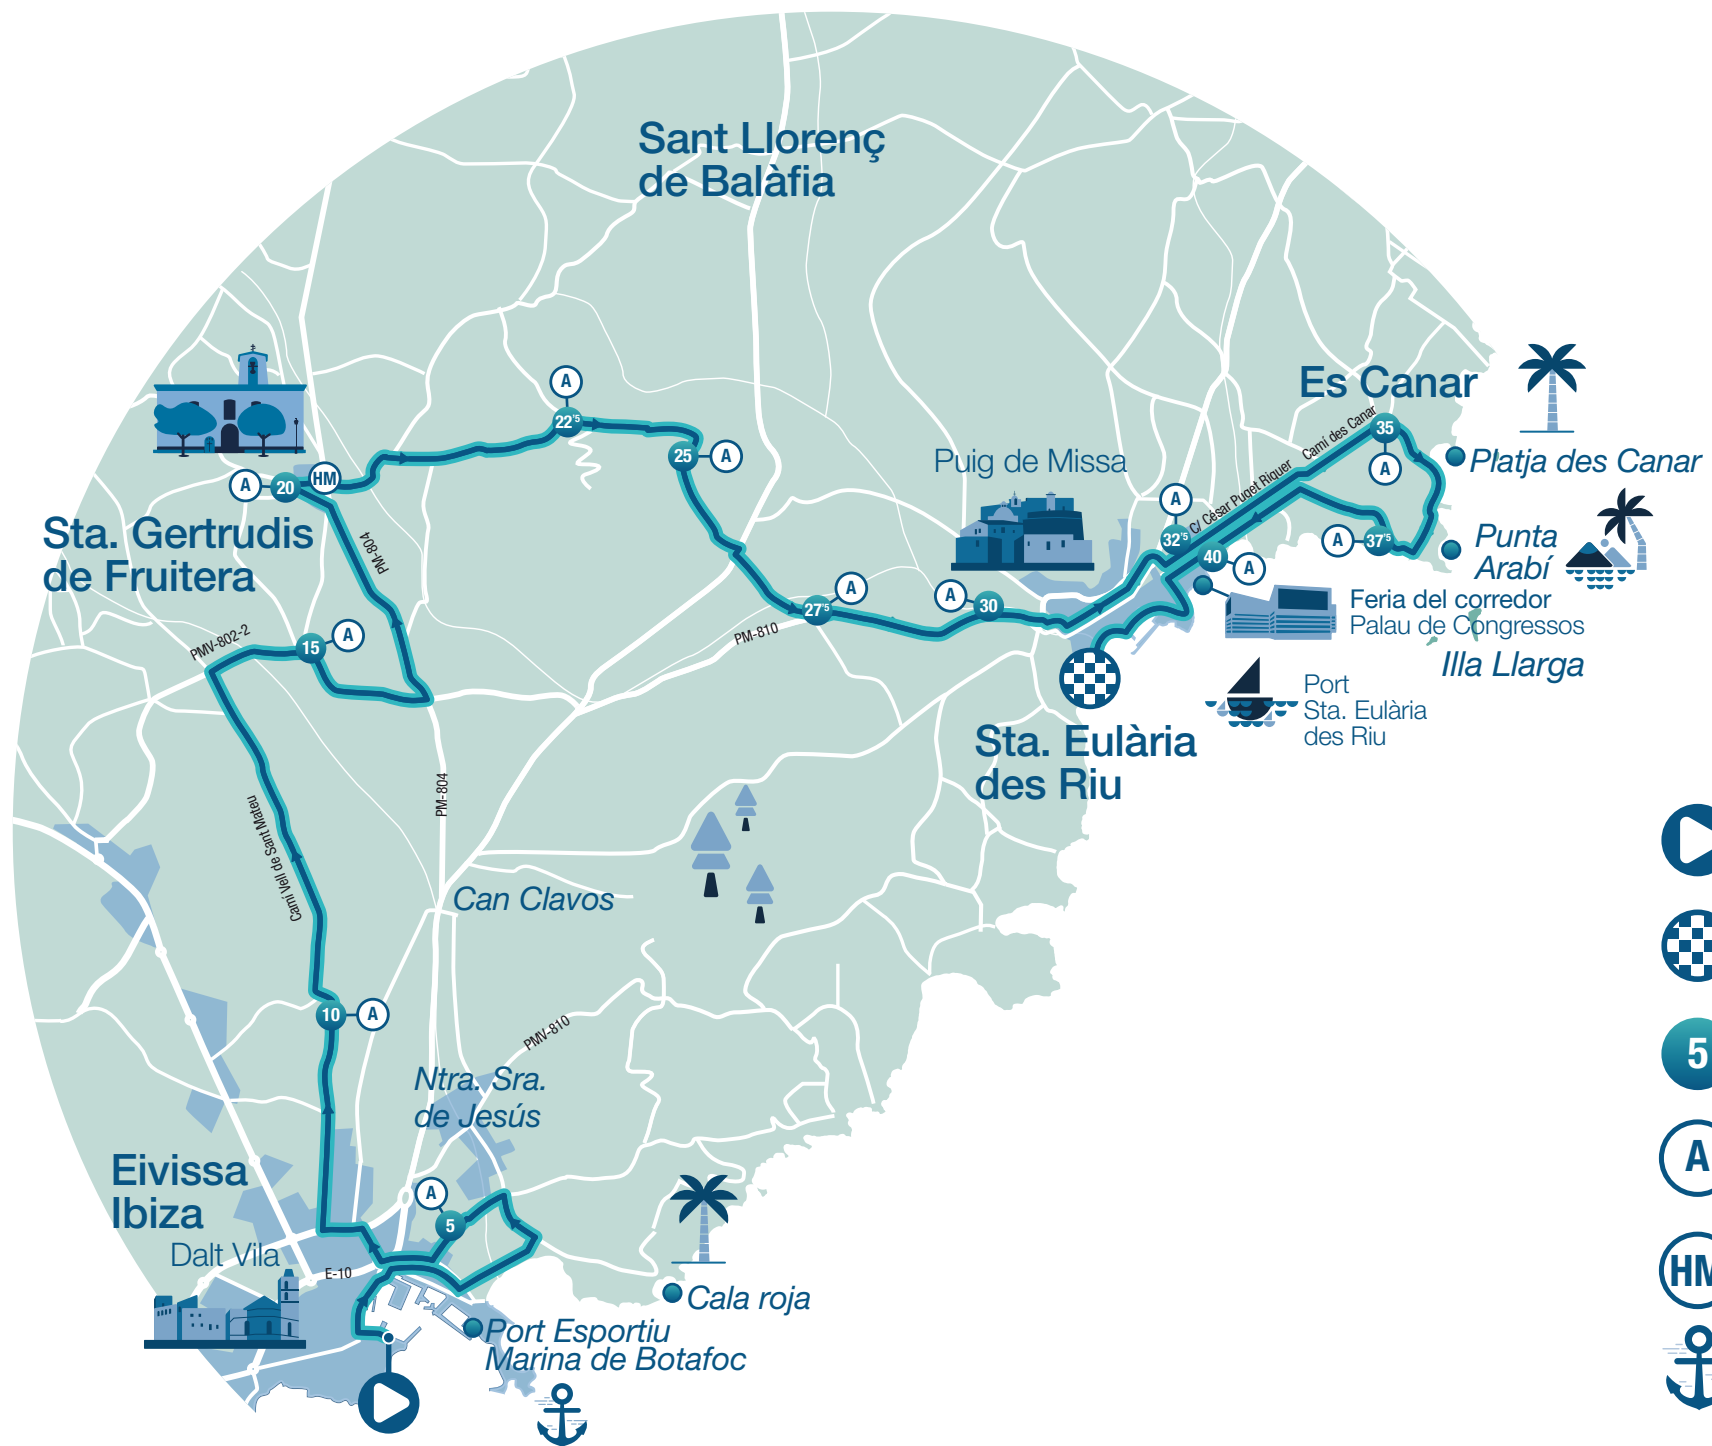 Sant Llorenç
de Balàfia
A
22'5
25
A
HM
A
20
Sta. Gertrudis
de Fruitera
PM-804
PMV-802-2
15
A
PM-804
Camí Vell de Sant Mateu
Can Clavos
10
A
PMV-810
Ntra. Sra.
de Jesús
A
5
Eivissa
Ibiza
Dalt Vila
E-10
Cala roja
Port Esportiu
Marina de Botafoc
PM-810
27'5
A
A
30
Puig de Missa
A
32'5
C/ César Puget Riquer
Camí des Canar
Es Canar
35
A
Platja des Canar
A
37'5
Punta
Arabí
40
A
Feria del corredor
Palau de Congressos
Illa Llarga
Port
Sta. Eulària
des Riu
Sta. Eulària
des Riu
5
A
HM